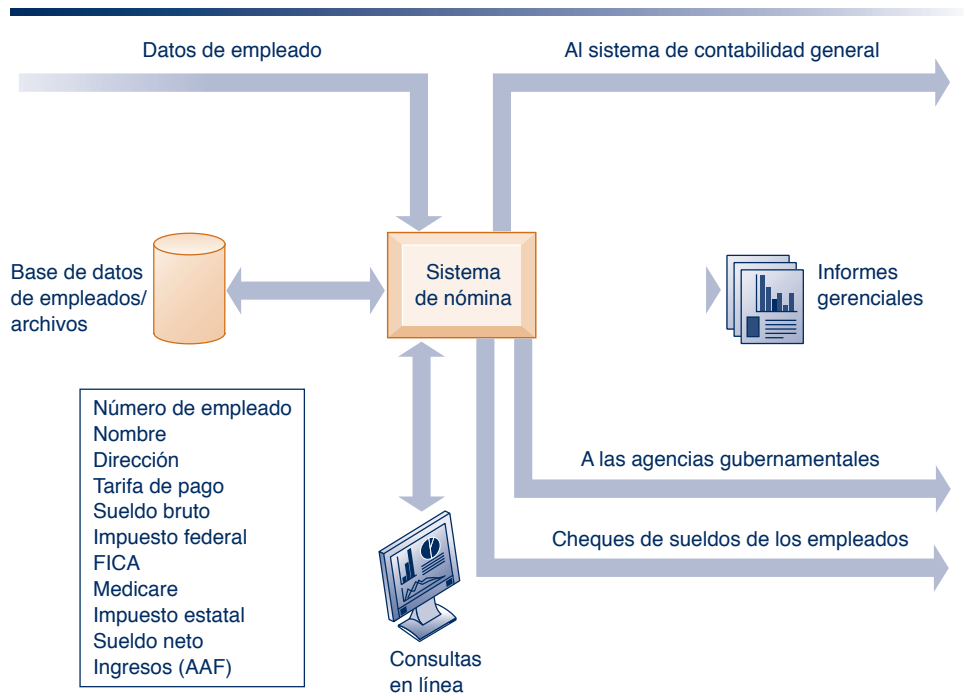 Datos de empleado
Al sistema de contabilidad general
Base de datos
de empleados/
archivos
Sistema
de nómina
Informes
gerenciales
Número de empleado
Nombre
Dirección
Tarifa de pago
Sueldo bruto
Impuesto federal
FICA
Medicare
Impuesto estatal
Sueldo neto
Ingresos (AAF)
A las agencias gubernamentales
Cheques de sueldos de los empleados
Consultas
en línea